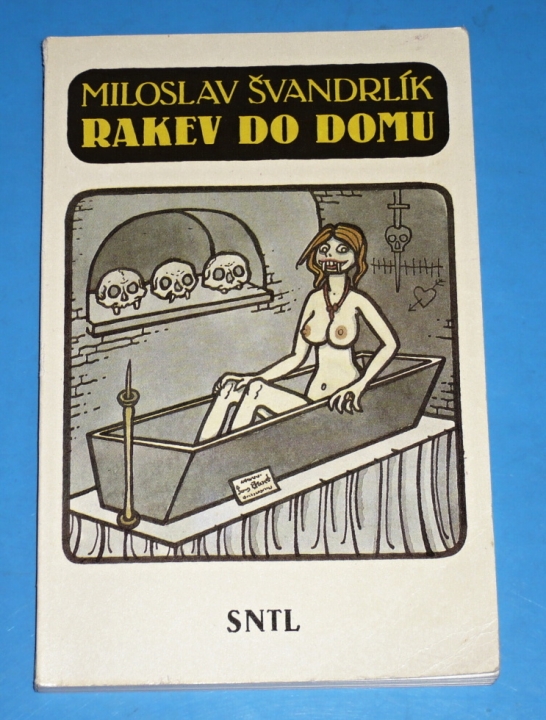 MILOSLAV ŠVANDRLÍK
RAKEV DO DOMU
SNTL